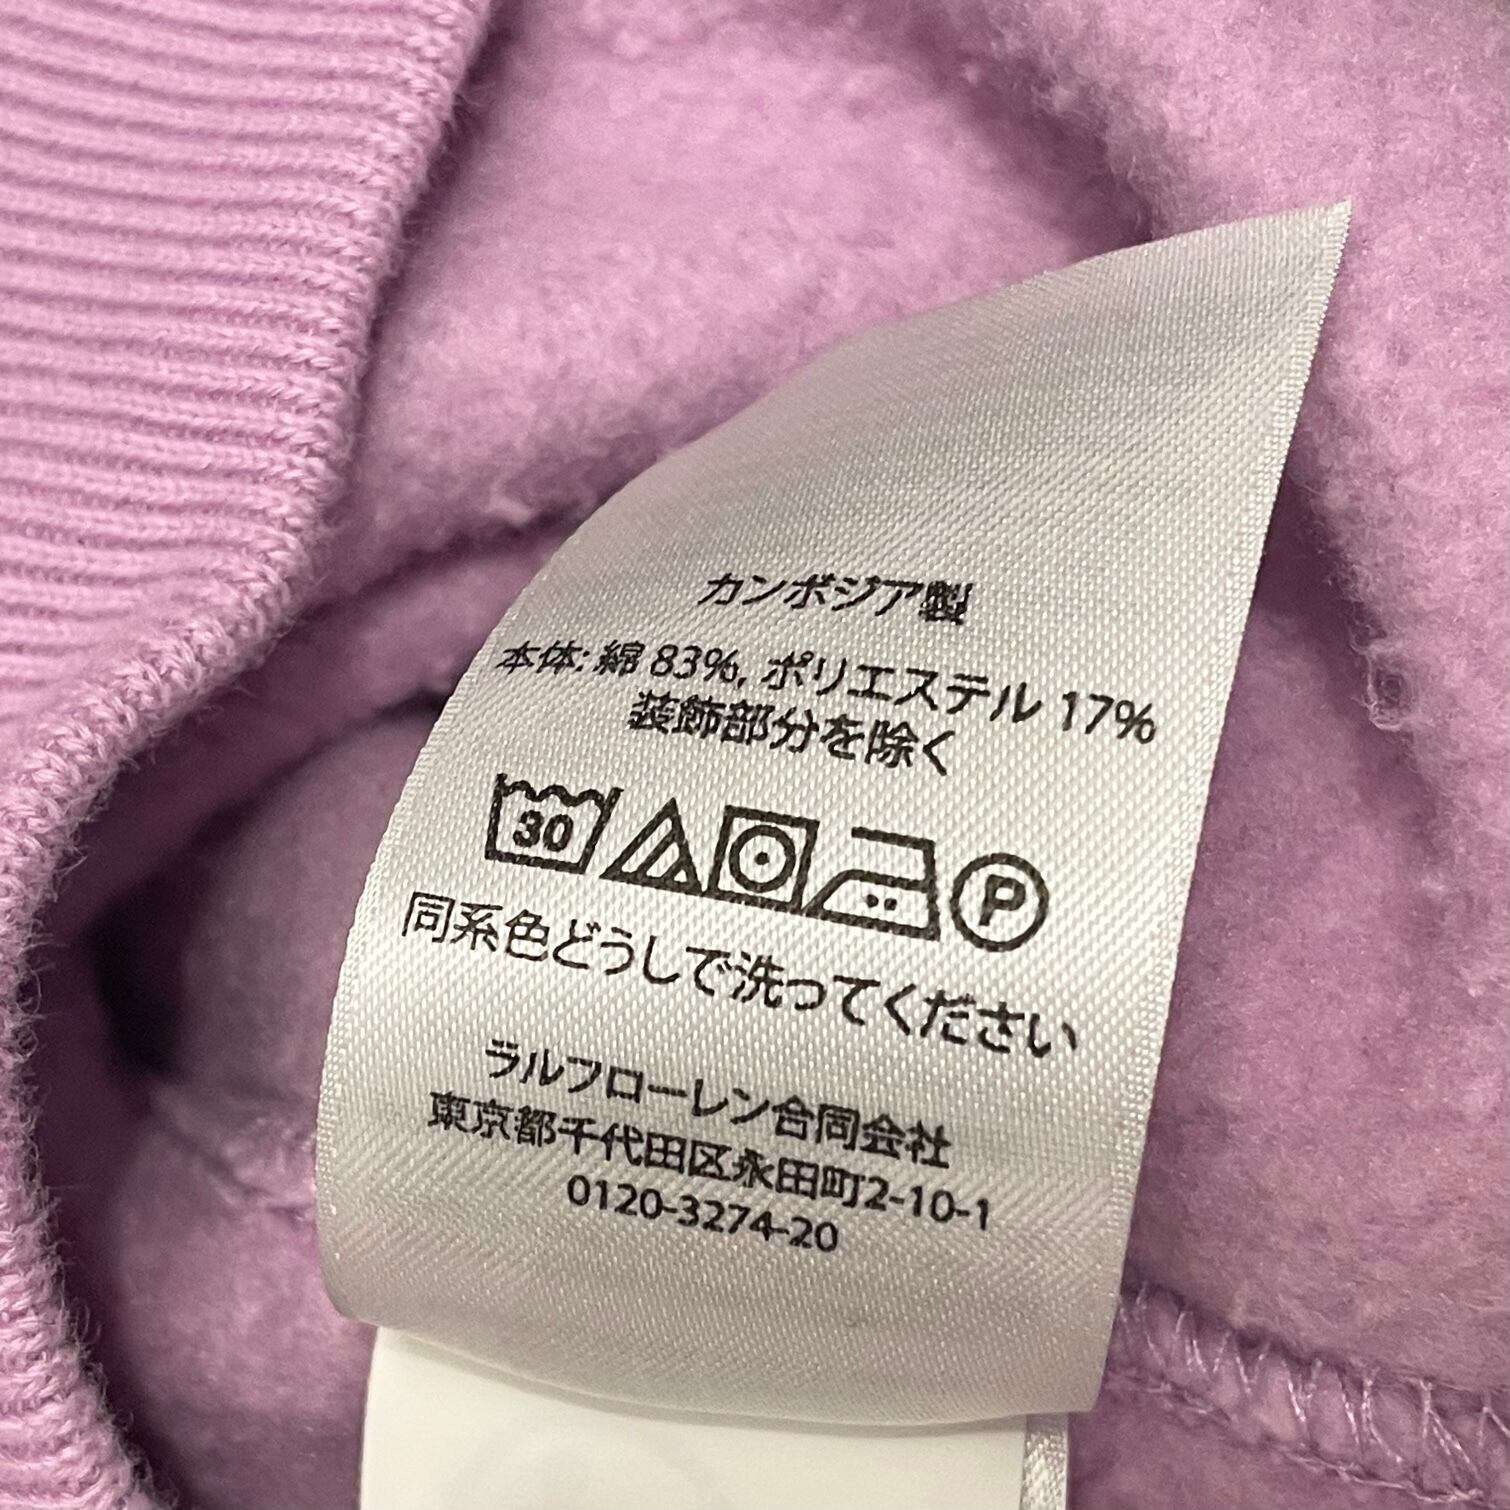 カンボジア製
本体: 綿 83%, ポリエステル 17%
装飾部分を除く
30 P
同系色どうしで洗ってください
ラルフローレン合同会社
東京都千代田区永田町2-10-1
0120-3274-20